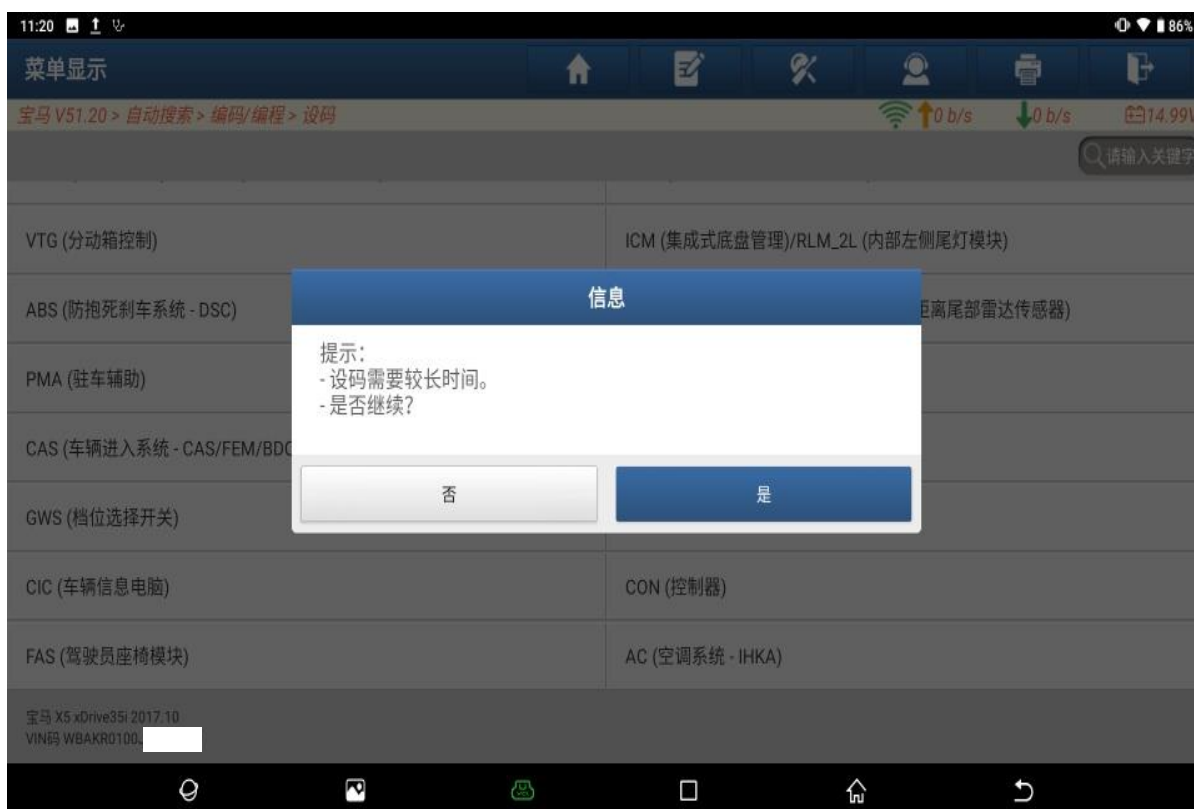 11:20
86%
菜单显示
宝马 V51.20 > 自动搜索 > 编码/编程 > 设码
0 b/s
0 b/s
14.99V
请输入关键字
VTG (分动箱控制)
ICM (集成式底盘管理)/RLM_2L (内部左侧尾灯模块)
ABS (防抱死刹车系统 - DSC)
距离尾部雷达传感器)
PMA (驻车辅助)
CAS (车辆进入系统 - CAS/FEM/BDC
GWS (档位选择开关)
信息
提示:
- 设码需要较长时间。
- 是否继续?
否
是
CIC (车辆信息电脑)
CON (控制器)
FAS (驾驶员座椅模块)
AC (空调系统 - IHKA)
宝马 X5 xDrive35i 2017.10
VIN码 WBAKR0100